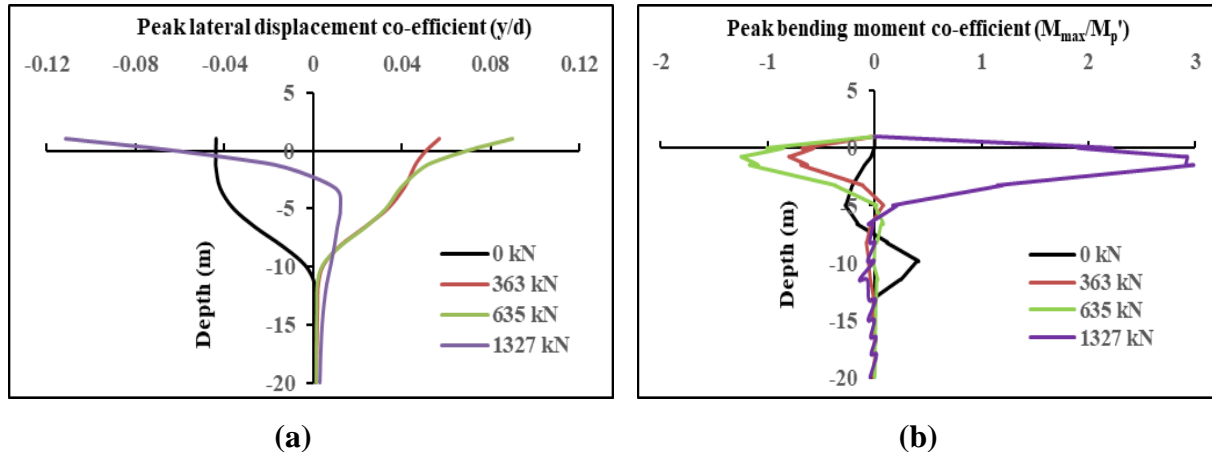 Peak lateral displacement co-efficient (y/d)
-0.12 -0.08 -0.04 0 0.04 0.08 0.12
5
0
-5
-10
-15
-20
Depth (m)
0 kN
363 kN
635 kN
1327 kN
(a)
Peak bending moment co-efficient (Mmax/Mp')
-2 -1 0 1 2 3
5
0
-5
-10
-15
-20
Depth (m)
0 kN
363 kN
635 kN
1327 kN
(b)